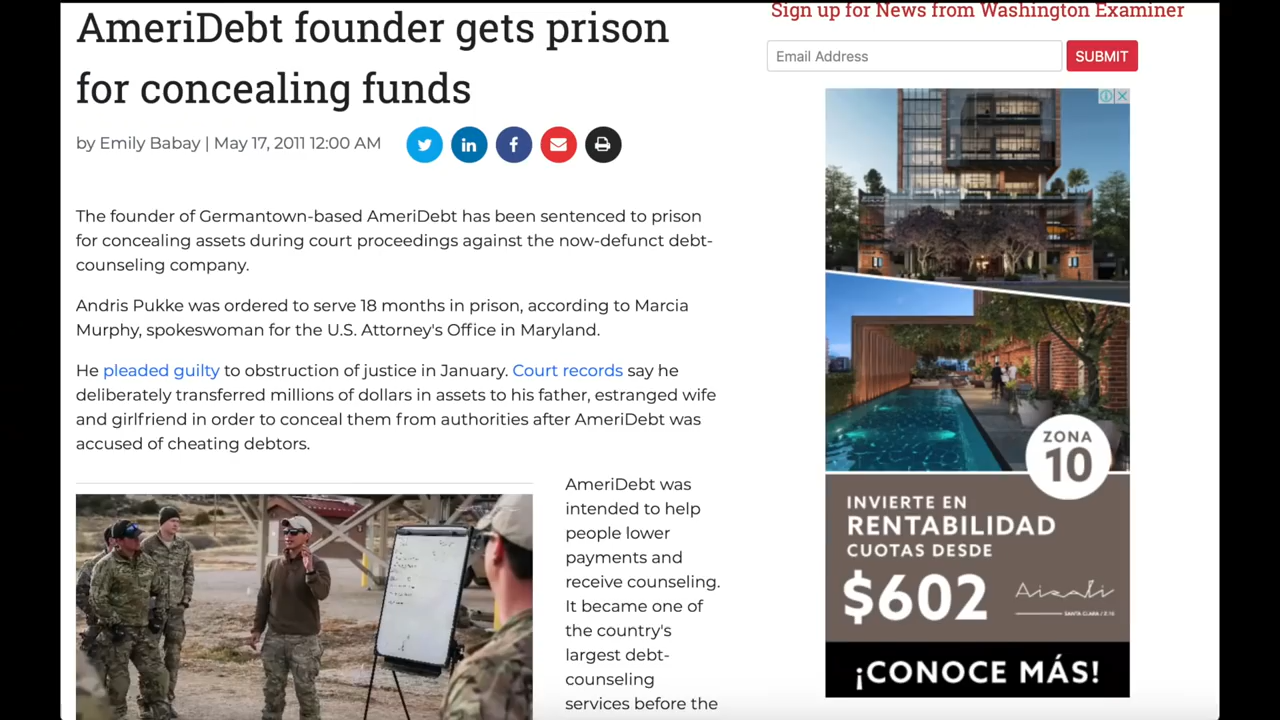 AmeriDebt founder gets prison
for concealing funds
by Emily Babay | May 17, 2011 12:00 AM
The founder of Germantown-based AmeriDebt has been sentenced to prison
for concealing assets during court proceedings against the now-defunct debt-
counseling company.
Andris Pukke was ordered to serve 18 months in prison, according to Marcia
Murphy, spokeswoman for the U.S. Attorney's Office in Maryland.
He pleaded guilty to obstruction of justice in January. Court records say he
deliberately transferred millions of dollars in assets to his father, estranged wife
and girlfriend in order to conceal them from authorities after AmeriDebt was
accused of cheating debtors.
AmeriDebt was
intended to help
people lower
payments and
receive counseling.
It became one of
the country's
largest debt-
counseling
services before the
Sign up for News from Washington Examiner
Email Address
SUBMIT
ZONA
10
INVIERTE EN
RENTABILIDAD
CUOTAS DESDE
$602
SANTA CLARA / Z.10
¡CONOCE MÁS!